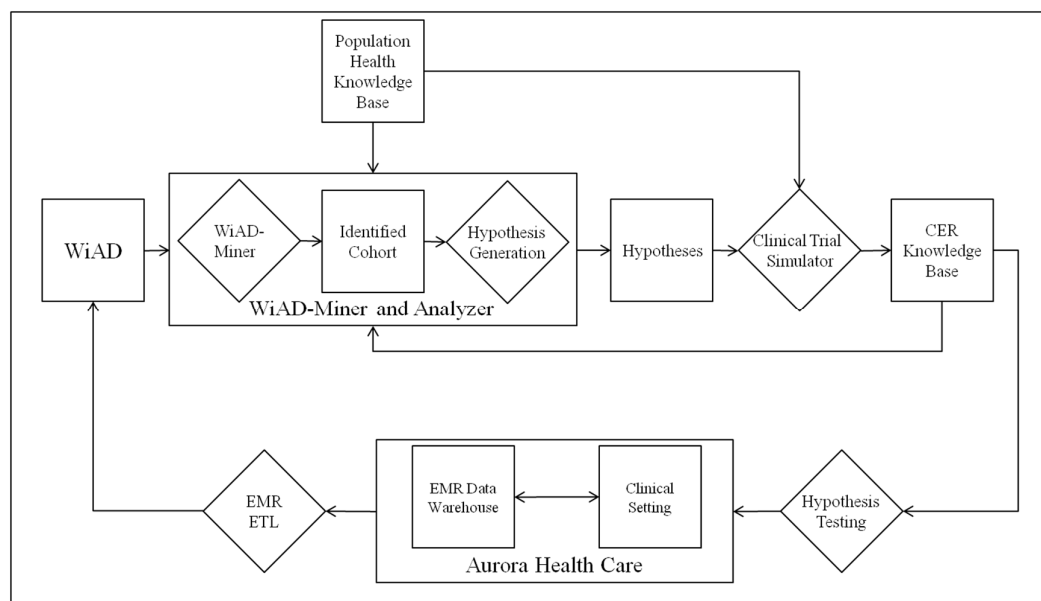 Population
Health
Knowledge
Base
WiAD
WiAD-
Miner
Identified
Cohort
Hypothesis
Generation
WiAD-Miner and Analyzer
Hypotheses
Clinical Trial
Simulator
CER
Knowledge
Base
EMR
ETL
EMR Data
Warehouse
Clinical
Setting
Aurora Health Care
Hypothesis
Testing